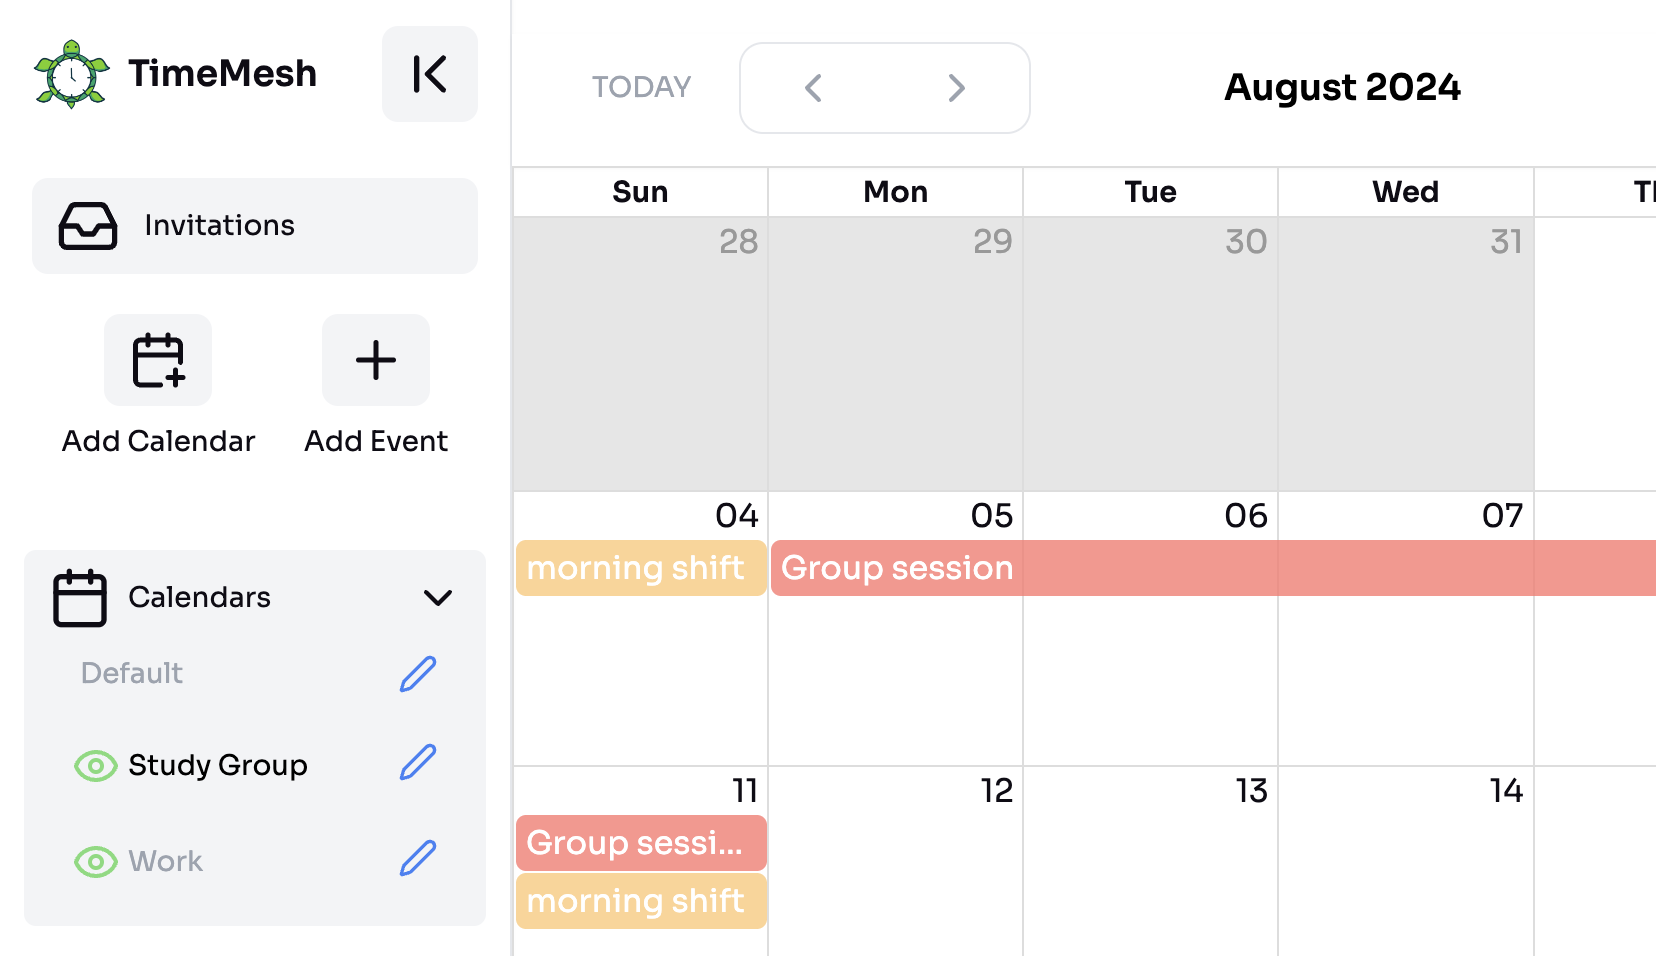 TimeMesh
TODAY
August 2024
Invitations
Add Calendar
Add Event
Calendars
Default
Study Group
Work
Sun Mon Tue Wed
28 29 30 31
04 05 06 07
morning shift Group session
11 12 13 14
Group sessi...
morning shift